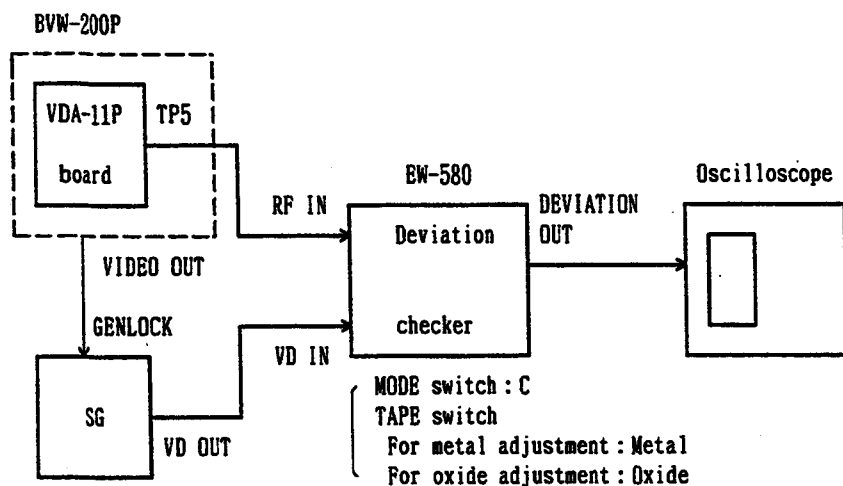 BVW-200P
VDA-11P
board
TP5
RF IN
EW-580
Deviation
checker
DEVIATION
OUT
Oscilloscope
VIDEO OUT
GENLOCK
SG
VD OUT
VD IN
MODE switch : C
TAPE switch
For metal adjustment : Metal
For oxide adjustment : Oxide